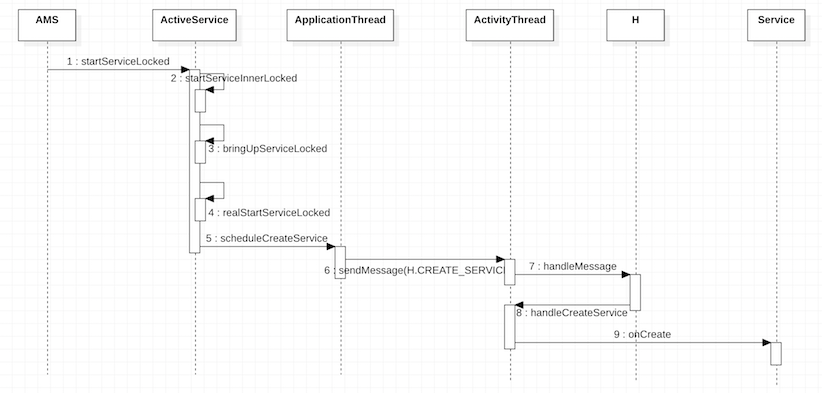 AMS
ActiveService
ApplicationThread
ActivityThread
H
Service
1 : startServiceLocked
2 : startServiceInnerLocked
3 : bringUpServiceLocked
4 : realStartServiceLocked
5 : scheduleCreateService
6 : sendMessage(H.CREATE_SERVICI
7 : handleMessage
8 : handleCreateService
9 : onCreate